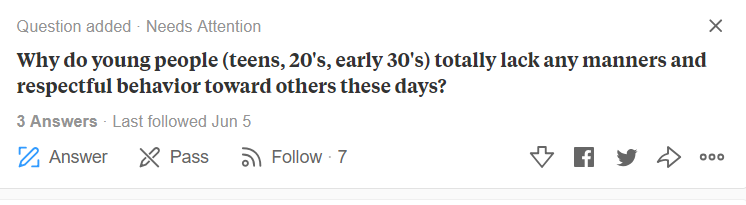 Question added · Needs Attention
Why do young people (teens, 20's, early 30's) totally lack any manners and
respectful behavior toward others these days?
3 Answers · Last followed Jun 5
Answer Pass Follow · 7